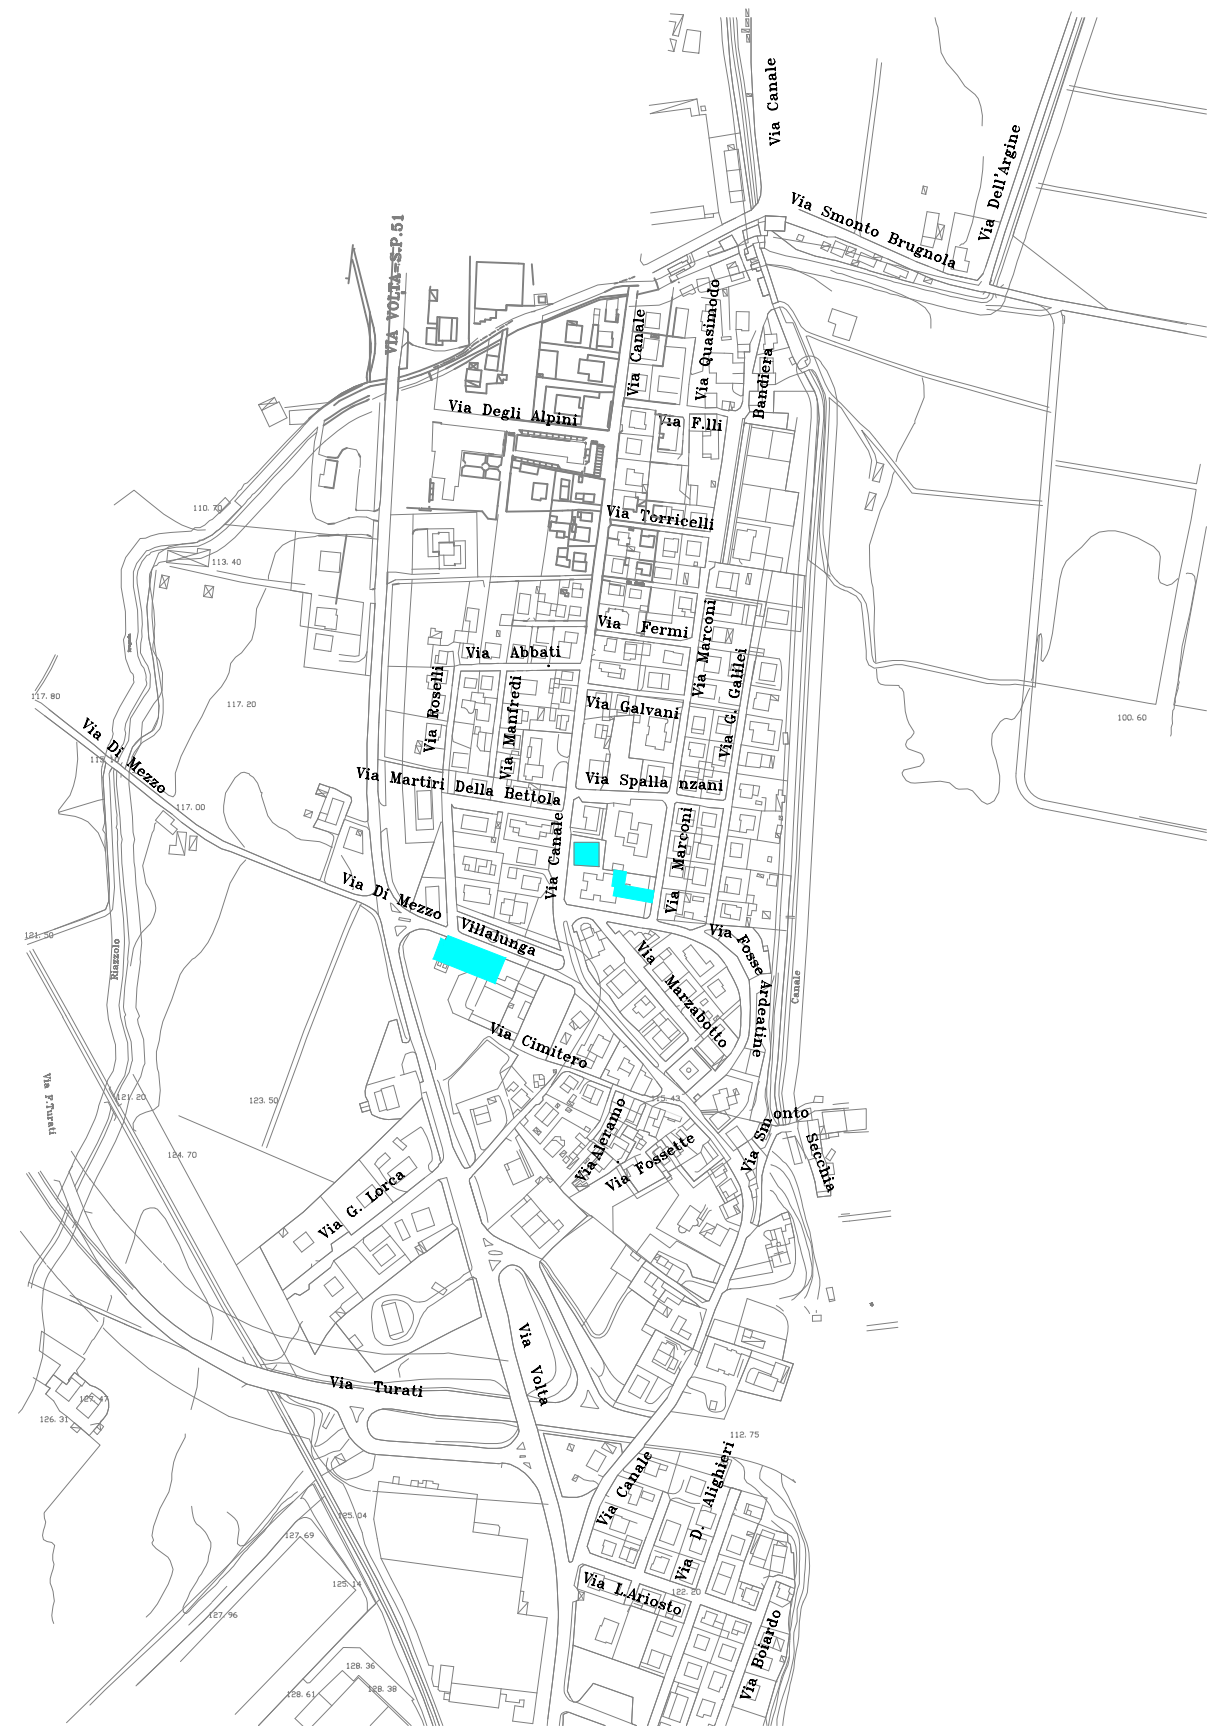 Via Canale
Via Dell'Argine
Via Smonto Brugnola
VIA VOLTA=S.P.51
Via Quasimodo
Via Canale
Bandiera
Via Degli Alpini
Via F.lli
110. 70
Via Torricelli
113. 40
Via Fermi
Via Marconi
Via Abbati
Via G. Galilei
Via Roselli
Via Manfredi
117. 80
117. 20
Via Galvani
100. 60
Via Di Mezzo
Via Martiri Della Bettola
Via Spallanzani
117. 00
Via Canale
Via Marconi
Via Di Mezzo
Villalunga
121. 50
Riazzolo
Via Fosse Ardeatine
Via Marzabotto
Canale
Via Cimitero
Via F.Turati
121. 20
123. 50
115. 43
Via Smonto
Secchia
Via Aleramo
Via Fossette
124. 70
Via G. Lorca
Via Volta
Via Turati
127. 47
126. 31
112. 75
Via Canale
Via D. Alighieri
125. 04
127. 69
125. 14
Via L.Ariosto
122. 20
127. 96
Via Boiardo
128. 36
128. 61
128. 38